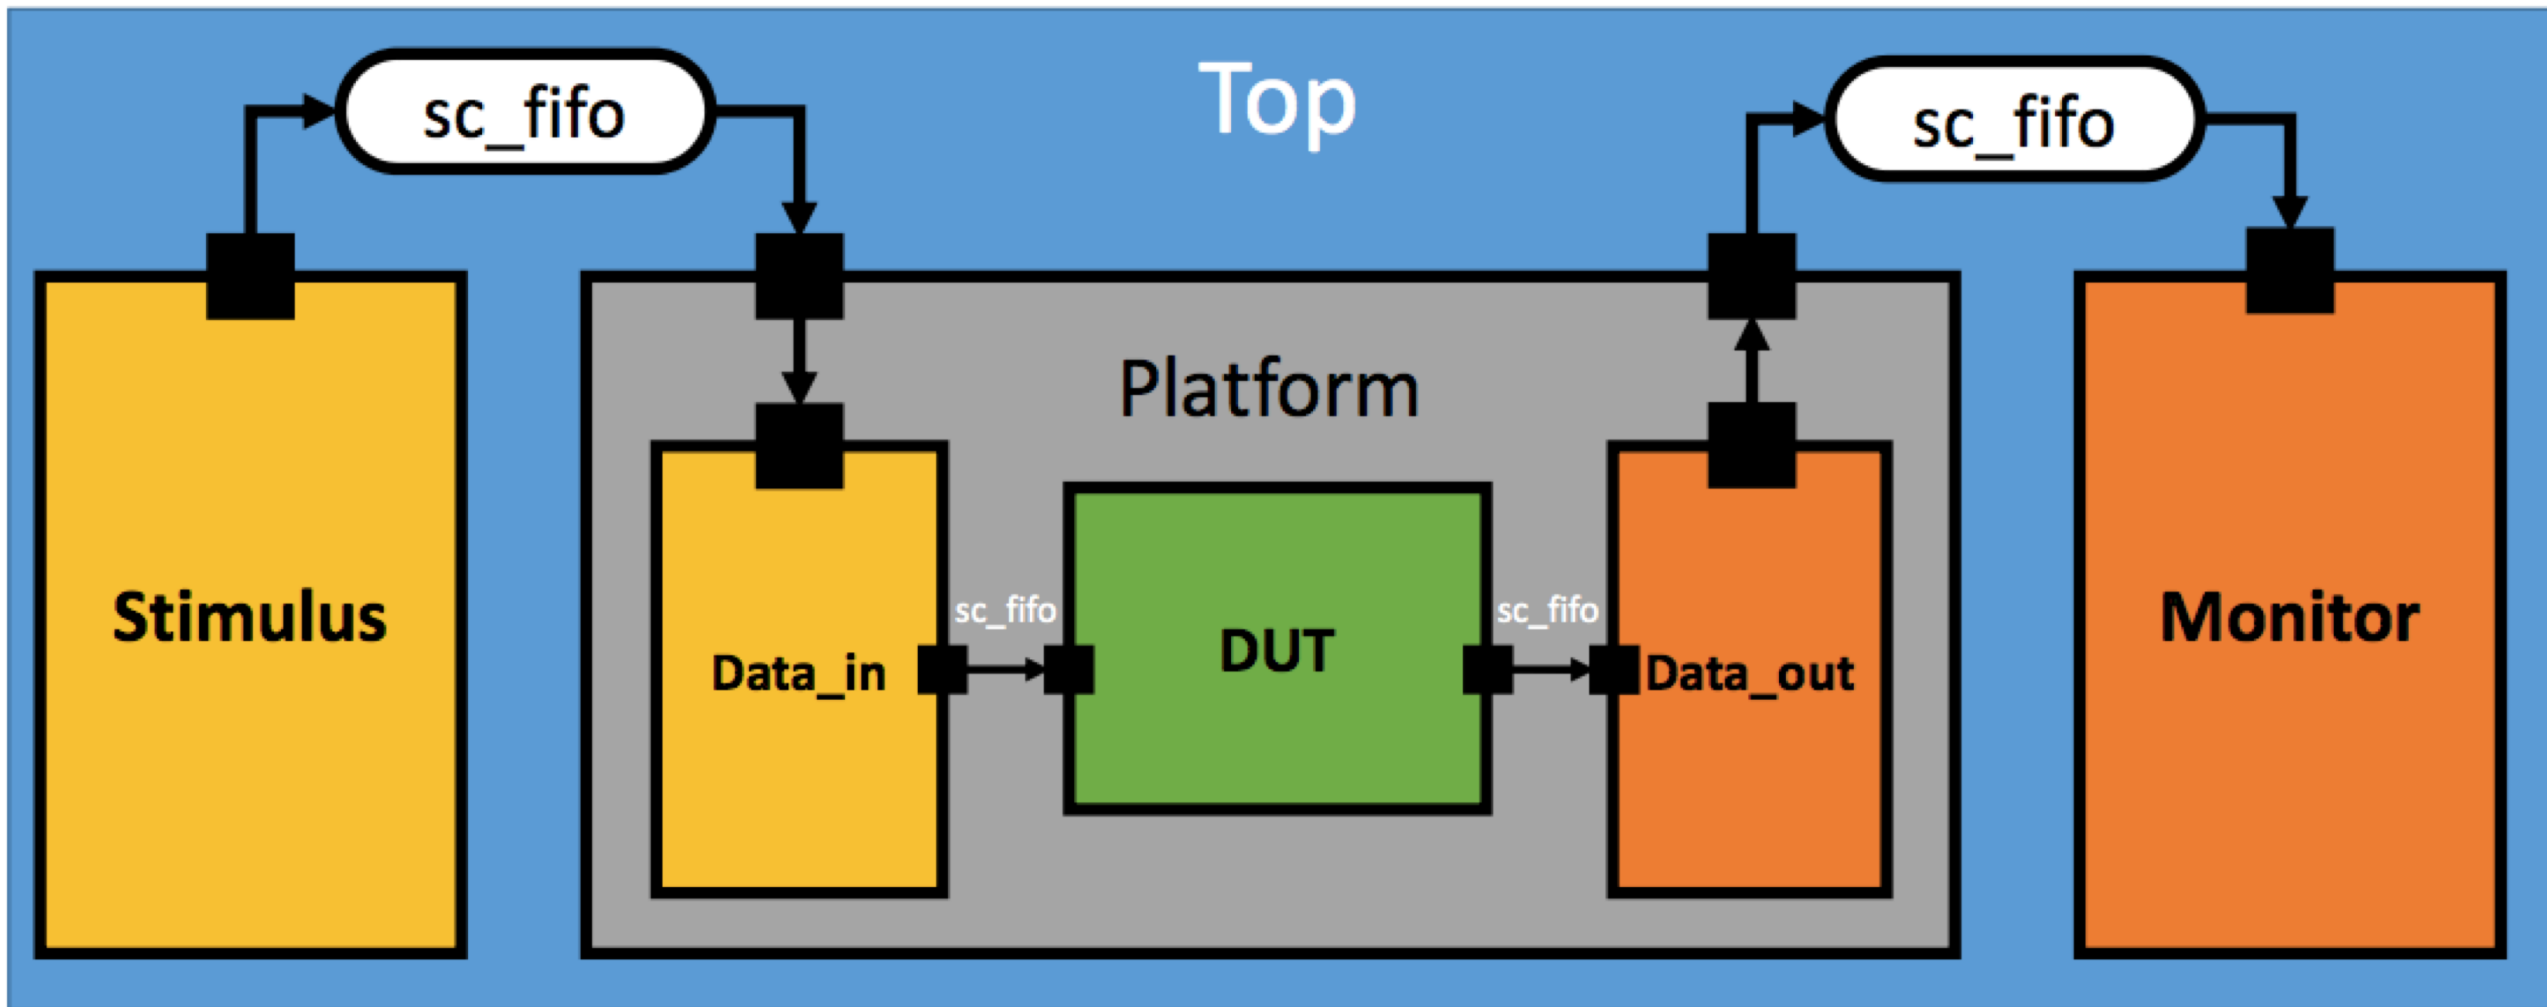 sc_fifo
Top
sc_fifo
Platform
Stimulus
Data_in
sc_fifo
DUT
sc_fifo
Data_out
Monitor